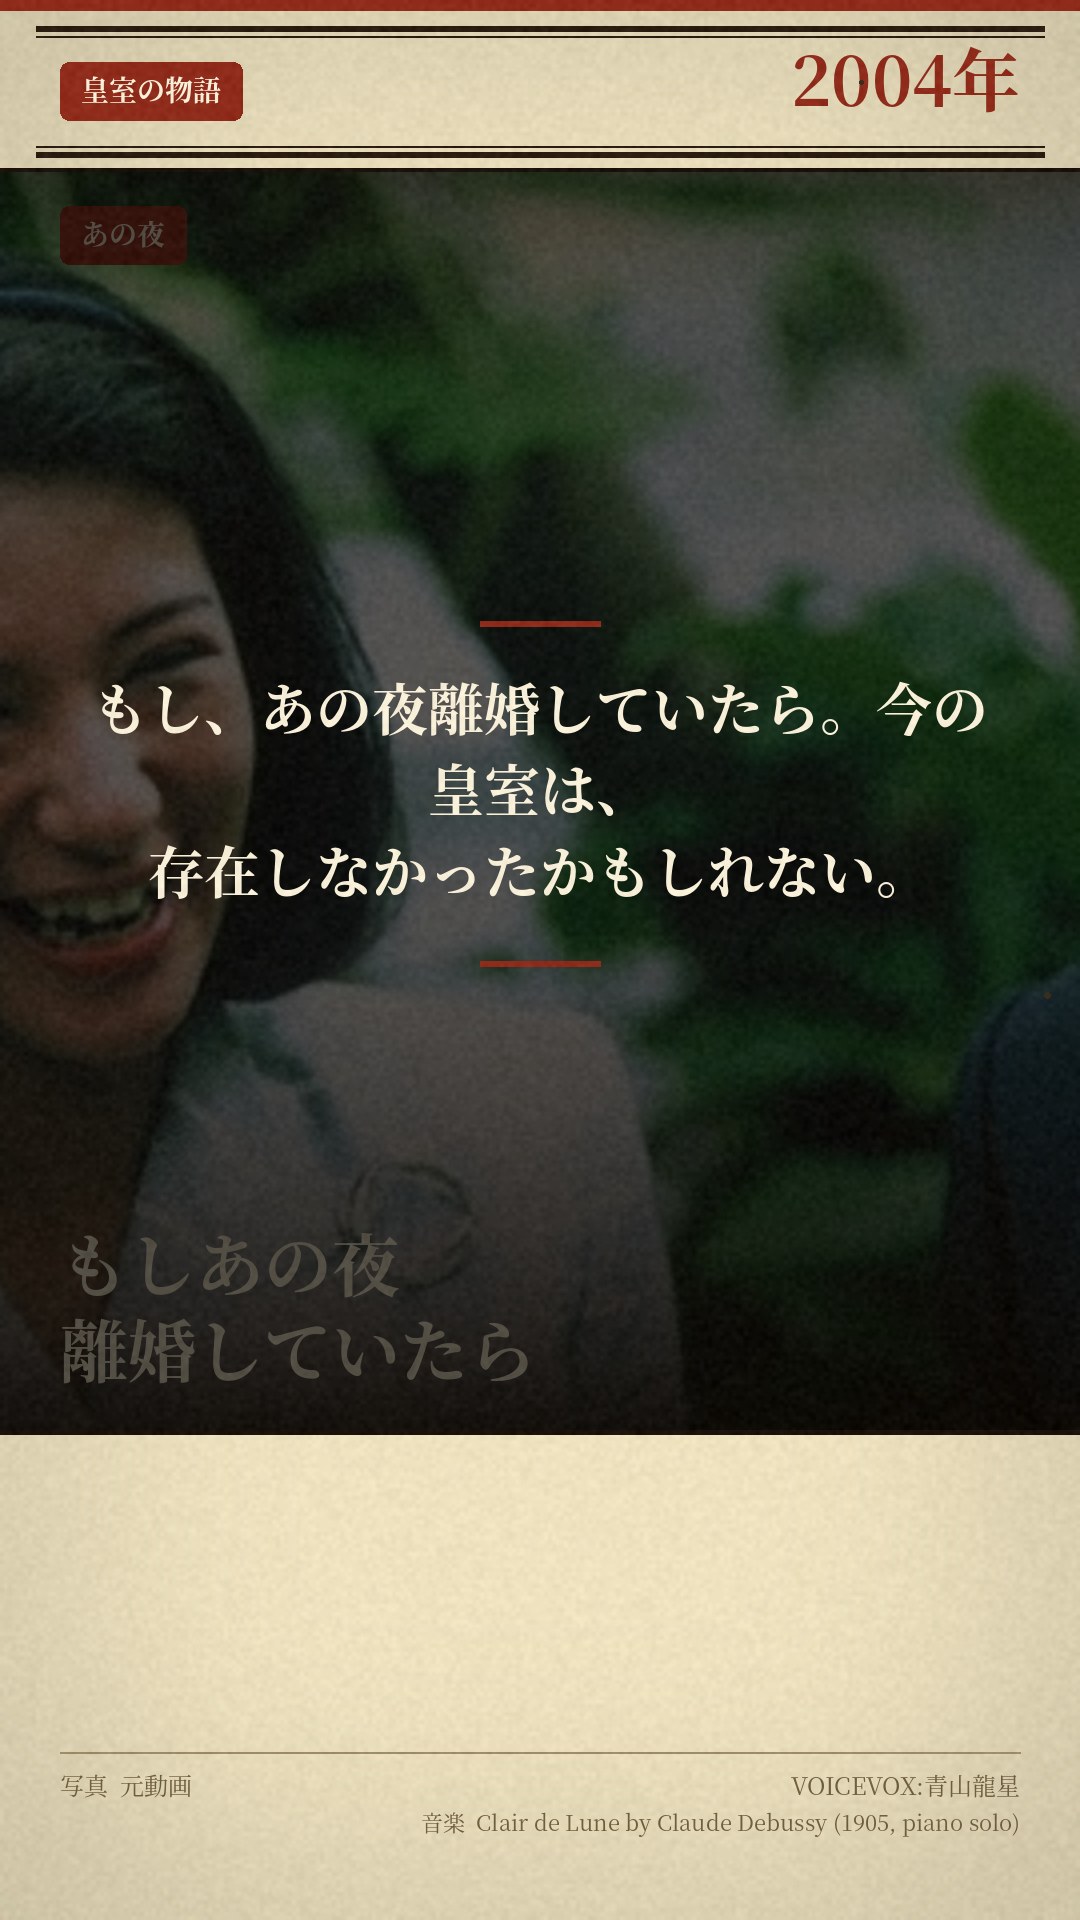 皇室の物語
2004年
あの夜
もし、あの夜離婚していたら。今の
皇室は、
存在しなかったかもしれない。
もしあの夜
離婚していたら
写真 元動画
VOICEVOX:青山龍星
音楽 Clair de Lune by Claude Debussy (1905, piano solo)